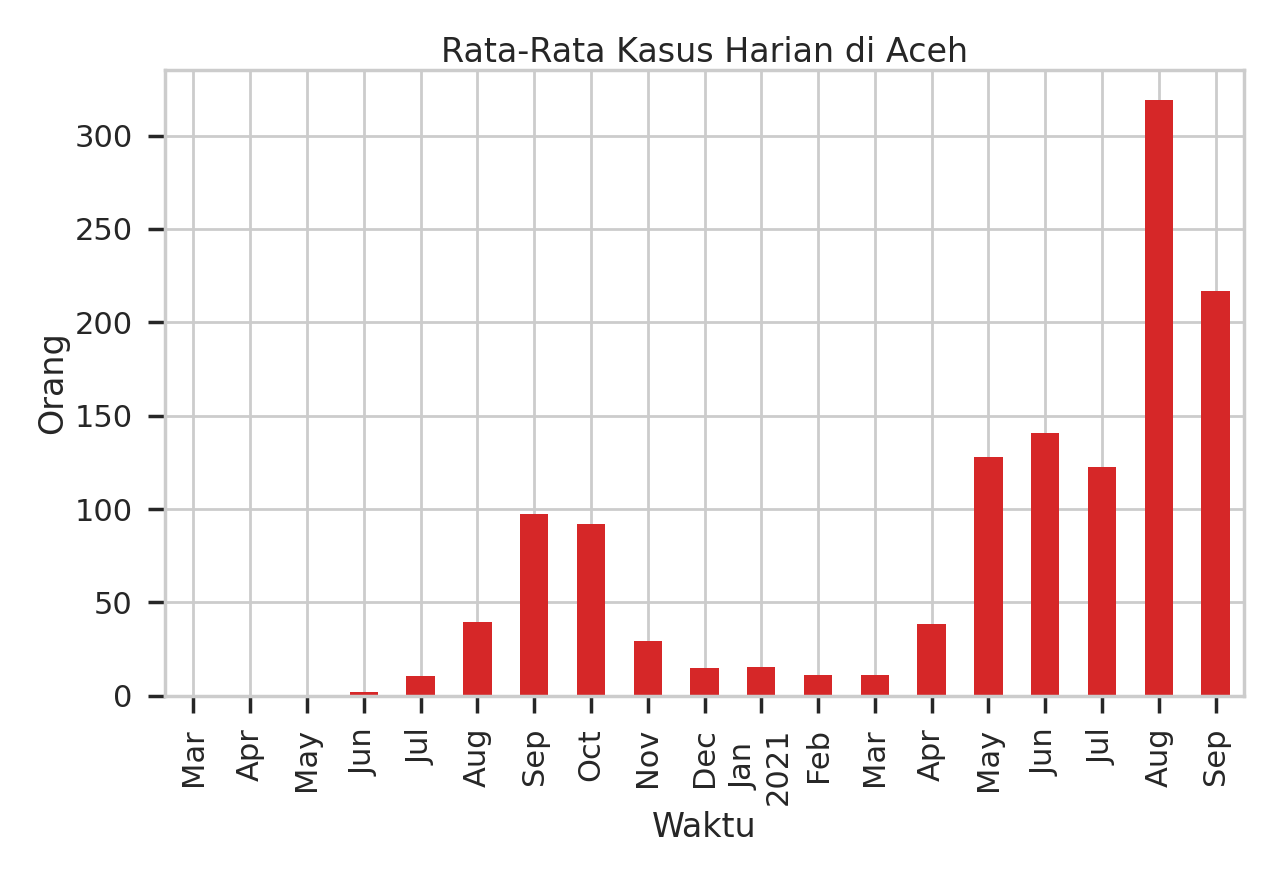 Rata-Rata Kasus Harian di Aceh
Orang
300
250
200
150
100
50
0
Mar
Apr
May
Jun
Jul
Aug
Sep
Oct
Nov
Dec
Jan
2021
Feb
Mar
Apr
May
Jun
Jul
Aug
Sep
Waktu